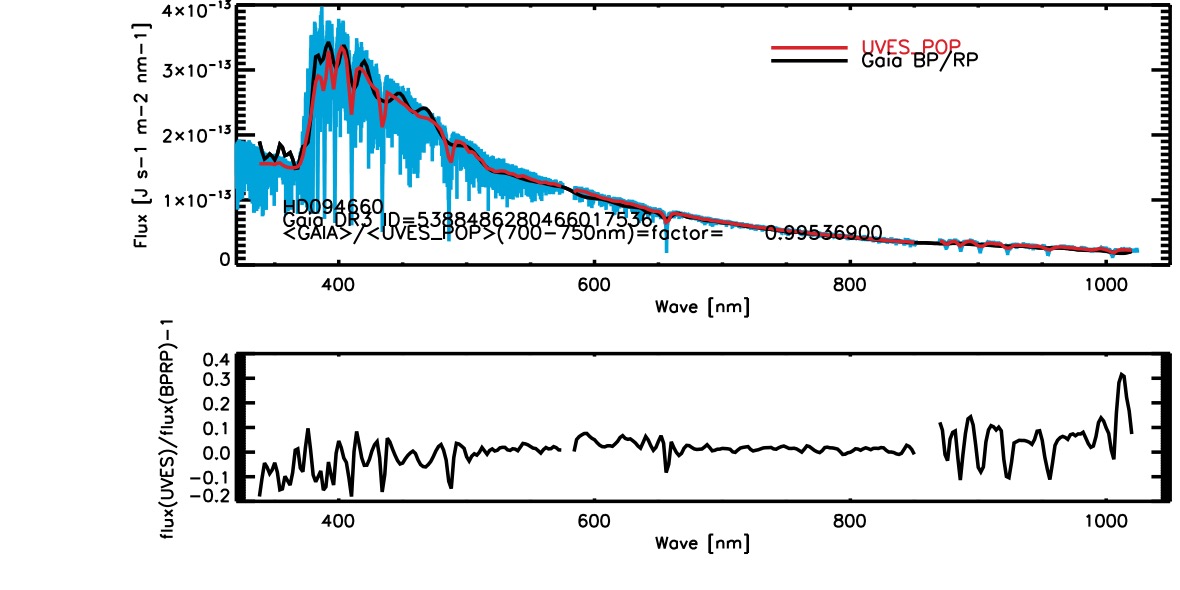 4×10−13
3×10−13
2×10−13
1×10−13
0
Flux [J s−1 m−2 nm−1]
UVES_POP
Gaia BP/RP
HD094660
Gaia DR3 ID=5388486280466017536
<GAIA>/<UVES_POP>(700−750nm)=factor= 0.99536900
400 600 800 1000
Wave [nm]
0.4
0.3
0.2
0.1
0.0
−0.1
−0.2
flux(UVES)/flux(BPRP)−1
400 600 800 1000
Wave [nm]